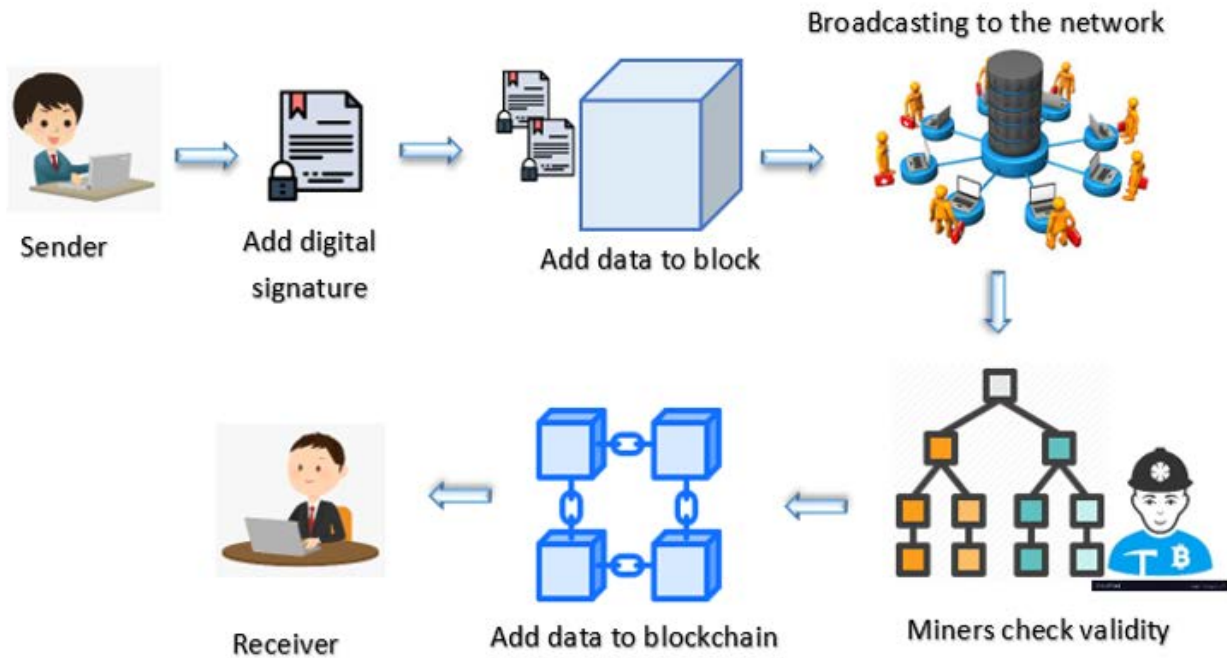 Broadcasting to the network
Sender
Add digital
signature
Add data to block
Receiver
Add data to blockchain
Miners check validity